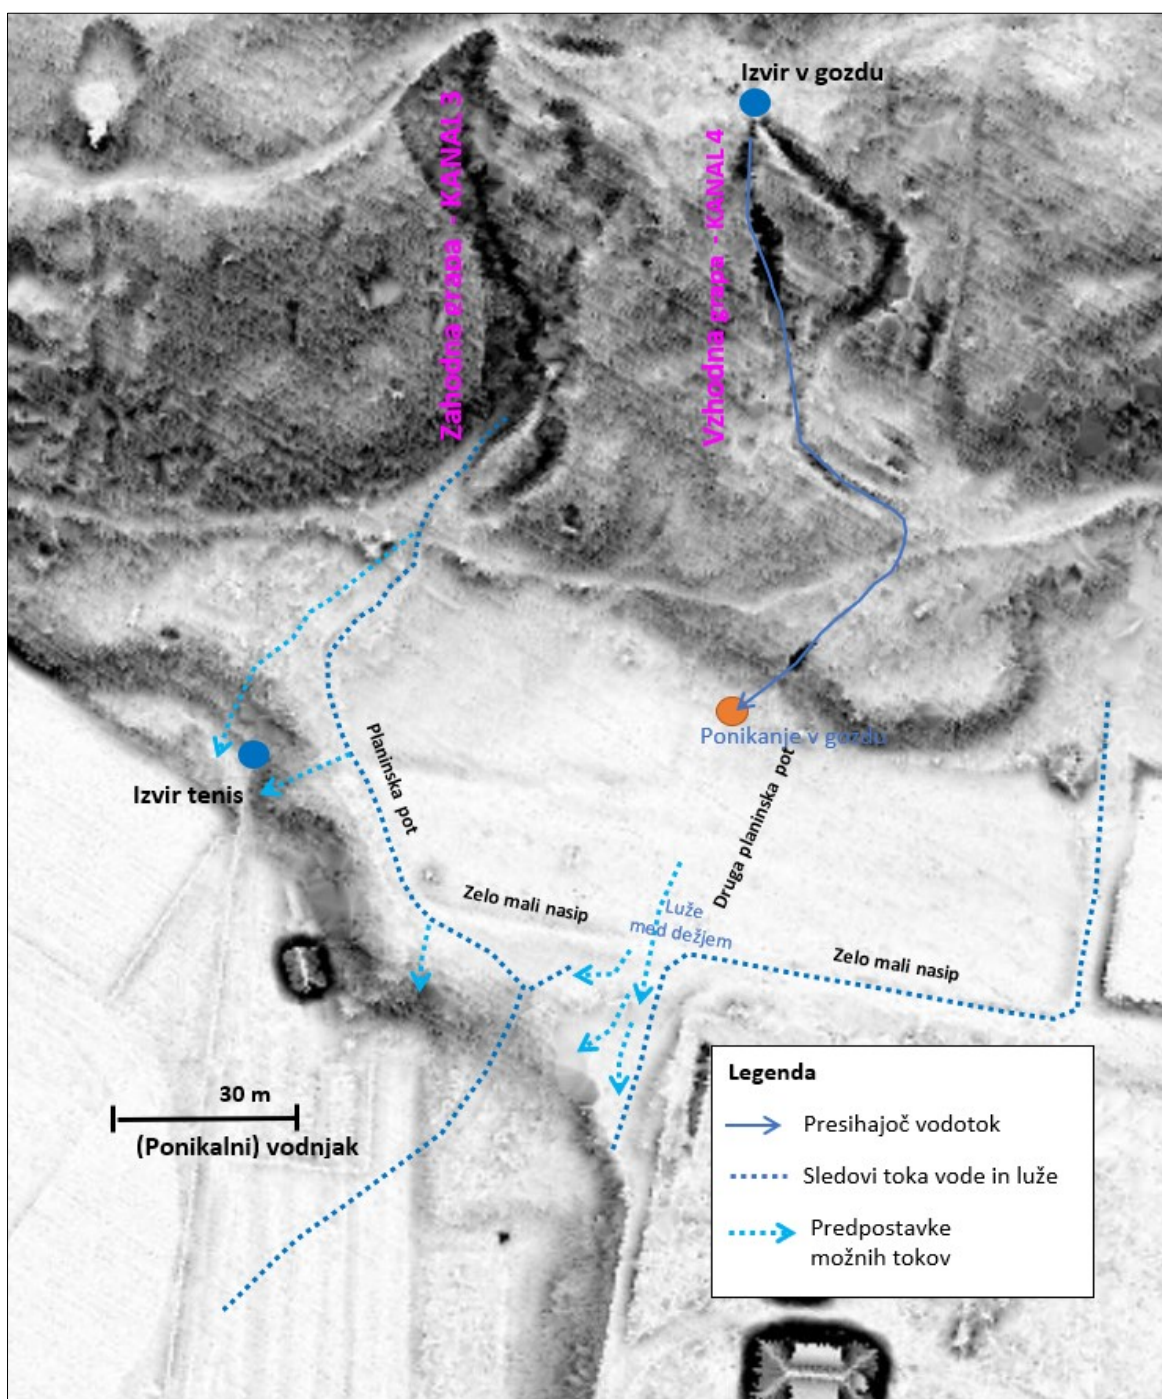 Izvir v gozdu
Zahodna grapa - KANAL 3
Vzhodna grapa - KANAL 4
Ponikanje v gozdu
Izvir tenis
Planinska pot
Druga planinska pot
Zelo mali nasip
Luže
med dežjem
Zelo mali nasip
30 m
(Ponikalni) vodnjak
Legenda
Presihajoč vodotok
Sledovi toka vode in luže
Predpostavke
možnih tokov